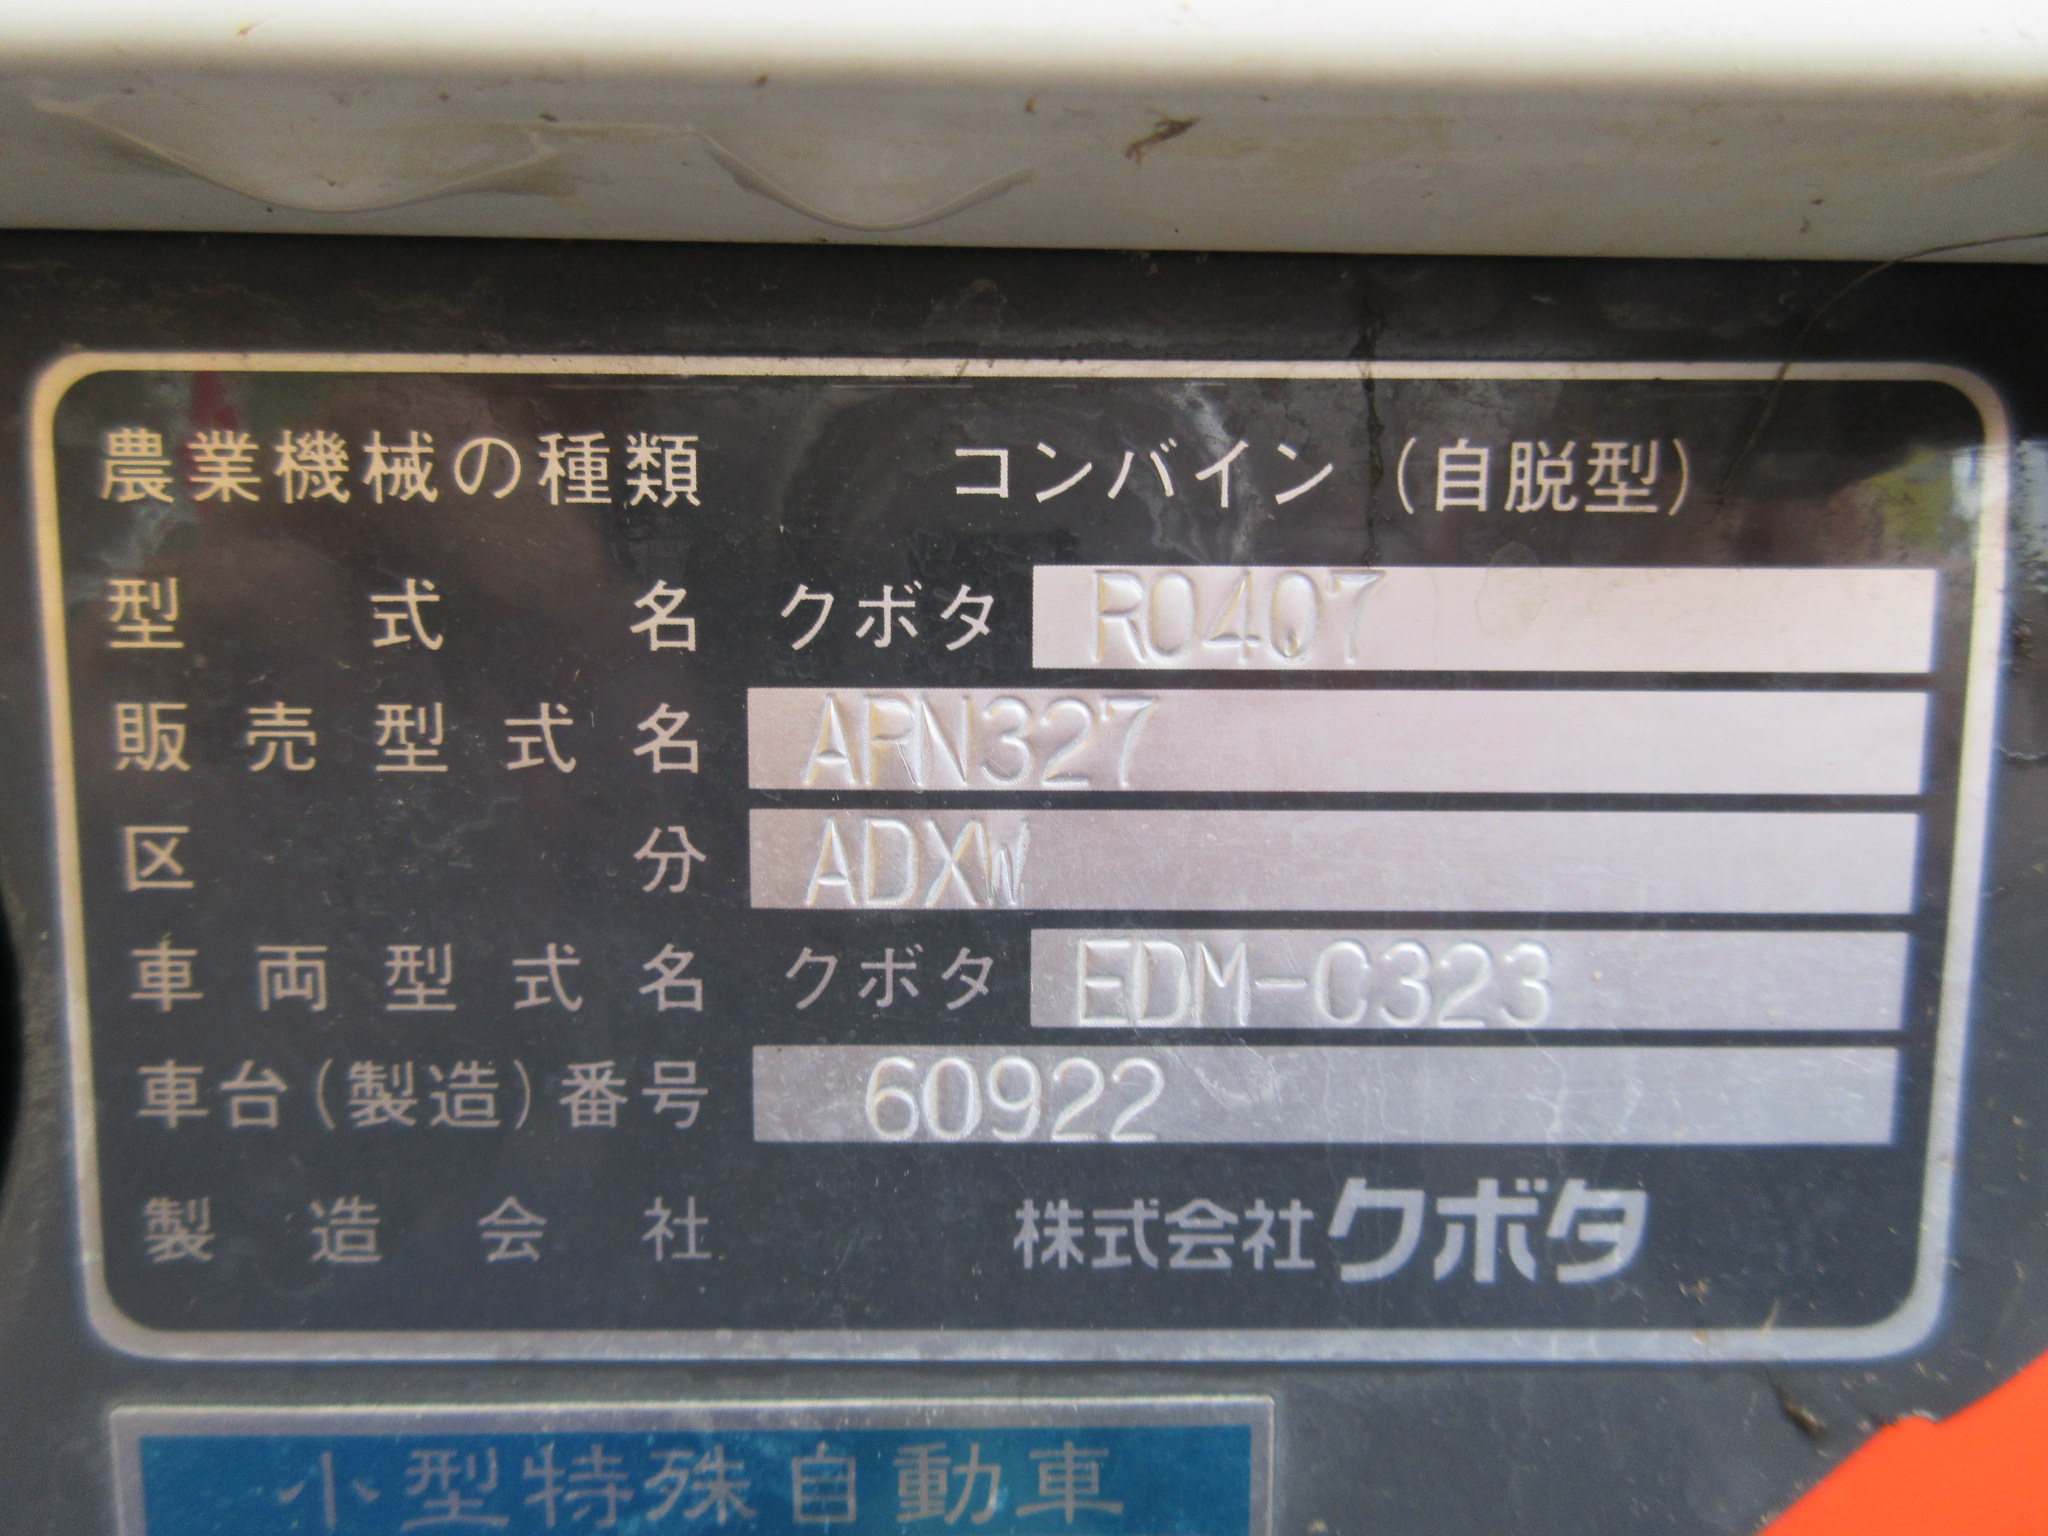 農業機械の種類 コンバイン(自脱型)
型式名 クボタ R0407
販売型式名 ARN327
区分 ADXW
車両型式名 クボタ EDM-C323
車台(製造)番号 60922
製造会社 株式会社クボタ
小型特殊自動車